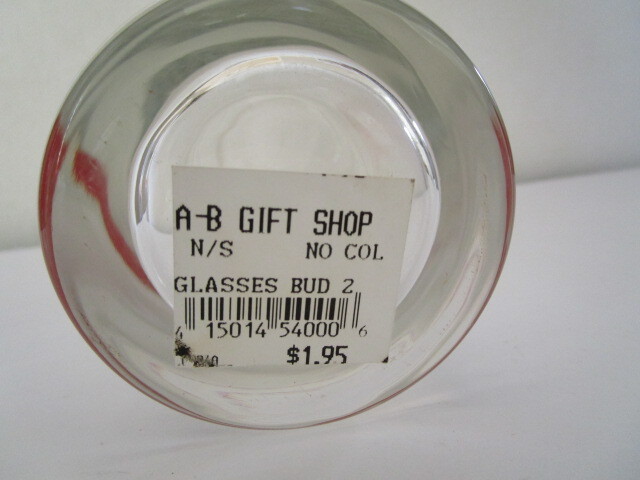 A-B GIFT SHOP
N/S NO COL
GLASSES BUD 2
4 15014 54000 6
$1.95